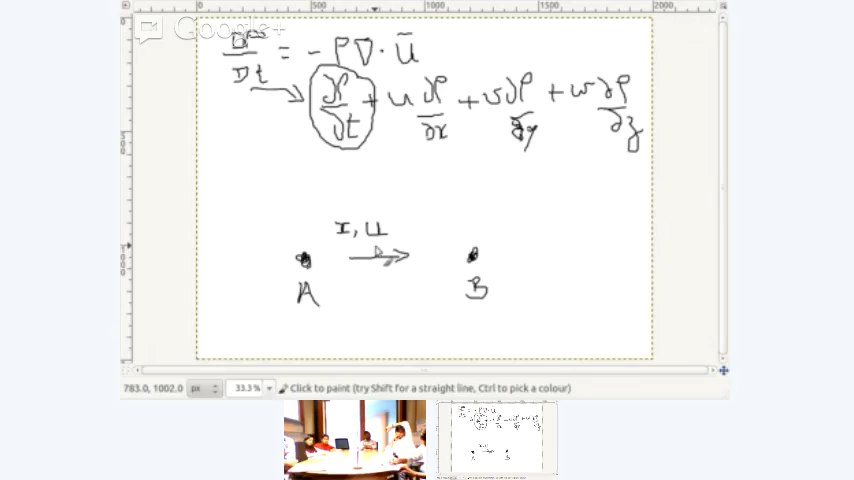 0 500 1000 1500 2000
Google+
Dρ/Dt = - ρ∇· ū
∂ρ/∂t + u ∂ρ/∂x + v ∂ρ/∂y + w ∂ρ/∂z
x, u
A B
783.0, 1002.0 px 33.3% Click to paint (try Shift for a straight line, Ctrl to pick a colour)